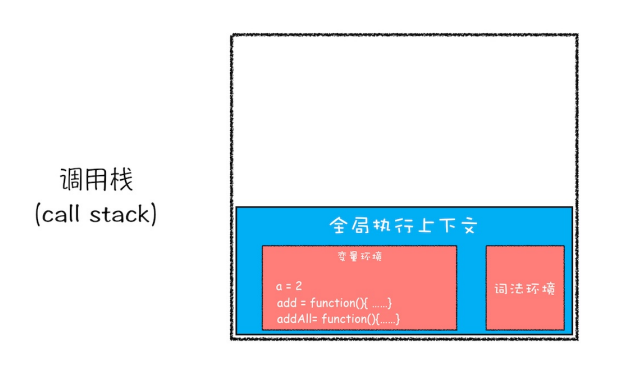 调用栈
(call stack)
全局执行上下文
变量环境
a = 2
add = function(){ ......}
addAll= function(){......}
词法环境